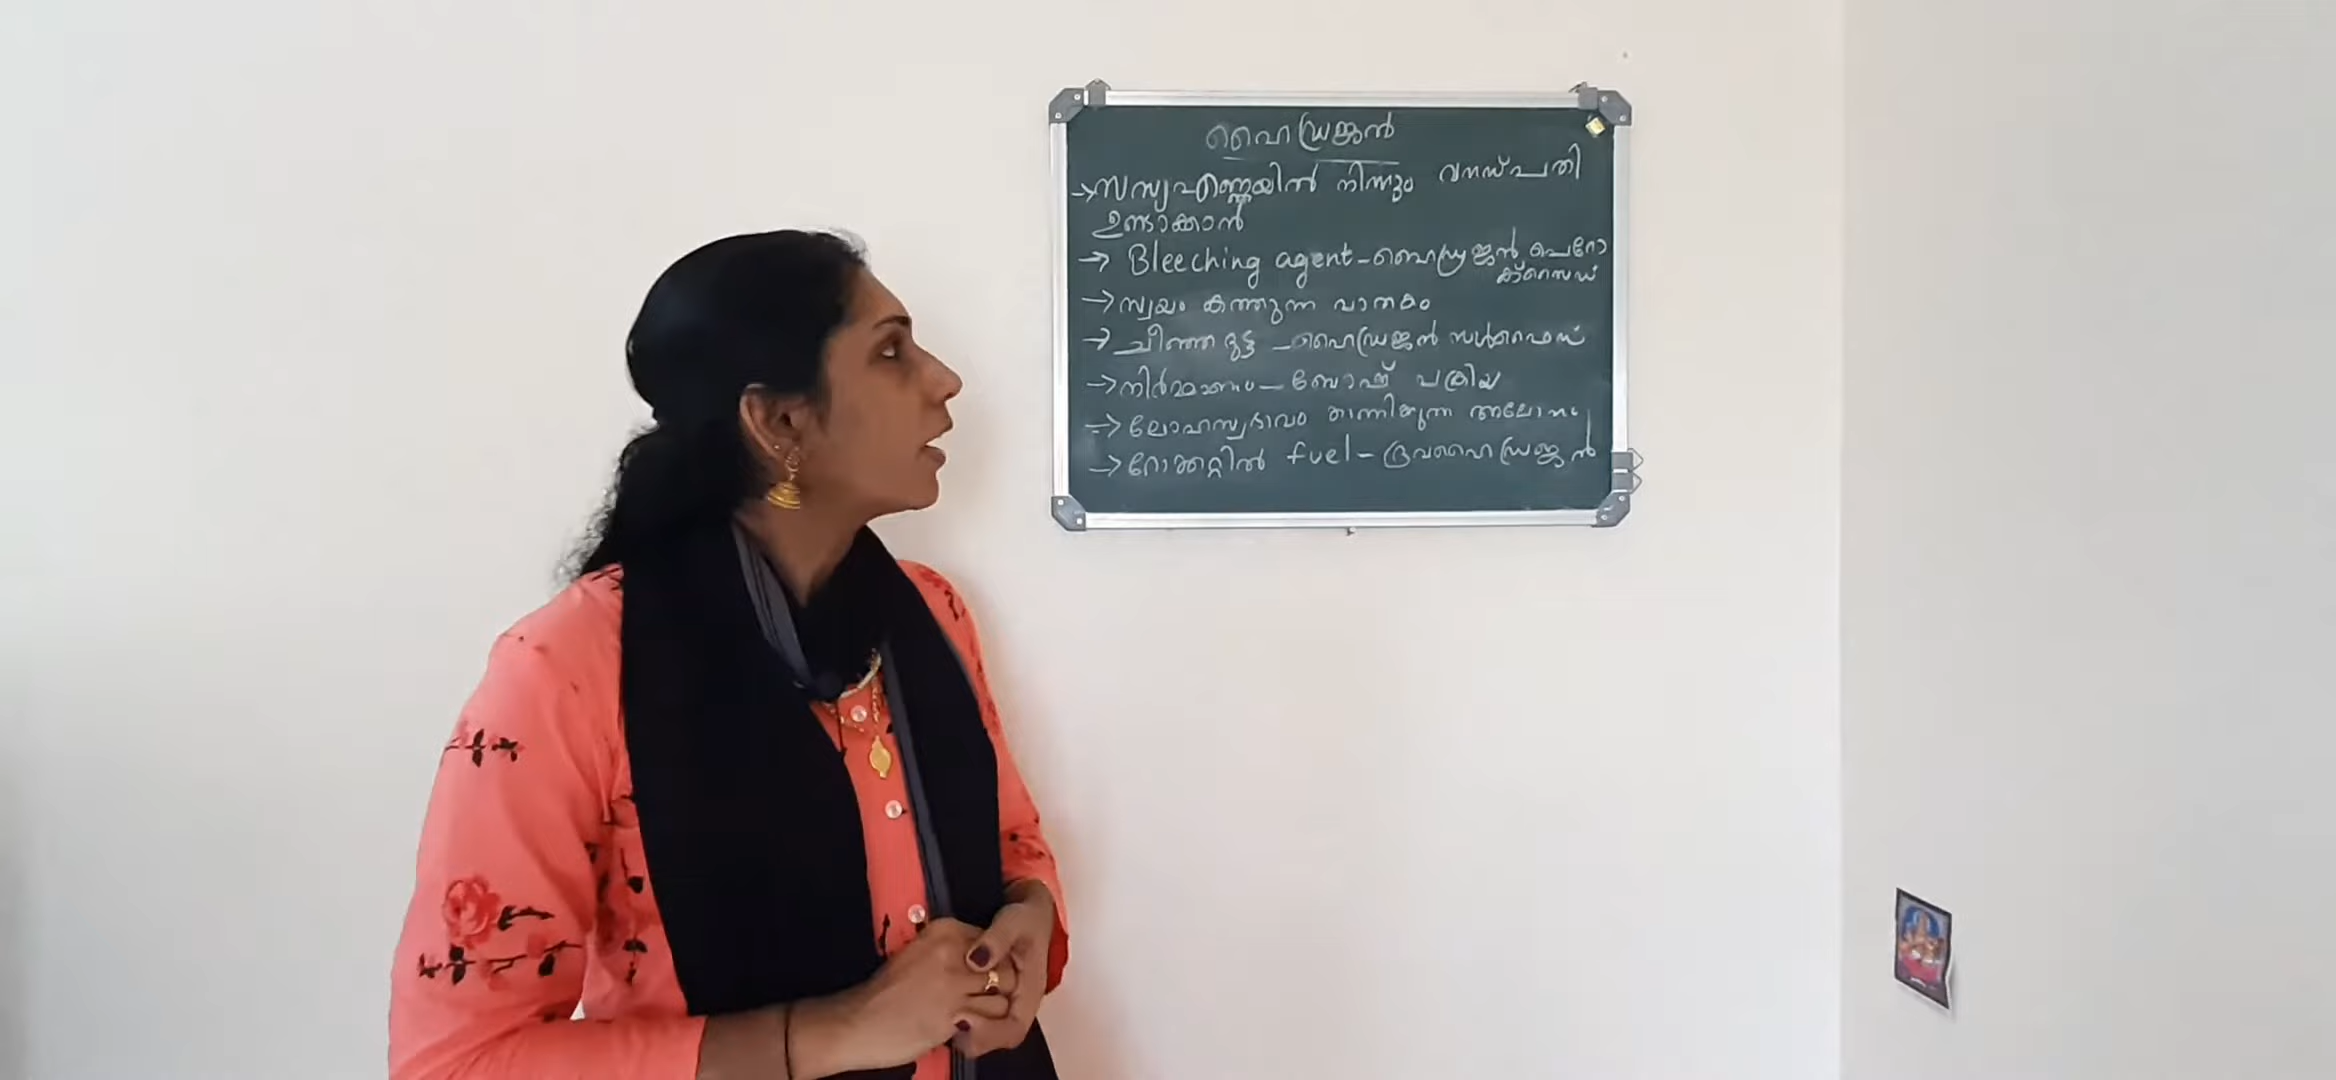 ഹൈഡ്രജൻ
→ സസ്യഎണ്ണയിൽ നിന്നും വനസ്പതി
ഉണ്ടാക്കാൻ
→ Bleeching agent - ഹൈഡ്രജൻ പെറോ
ക്സൈഡ്
→ സ്വയം കത്തുന്ന വാതകം
→ ചീഞ്ഞമുട്ട - ഹൈഡ്രജൻ സൾഫൈഡ്
→ നിർമ്മാണം - ബോഷ് പ്രക്രിയ
→ ലോഹസ്വഭാവം കാണിക്കുന്ന അലോഹം
→ റോക്കറ്റിൽ fuel - ദ്രവഹൈഡ്രജൻ